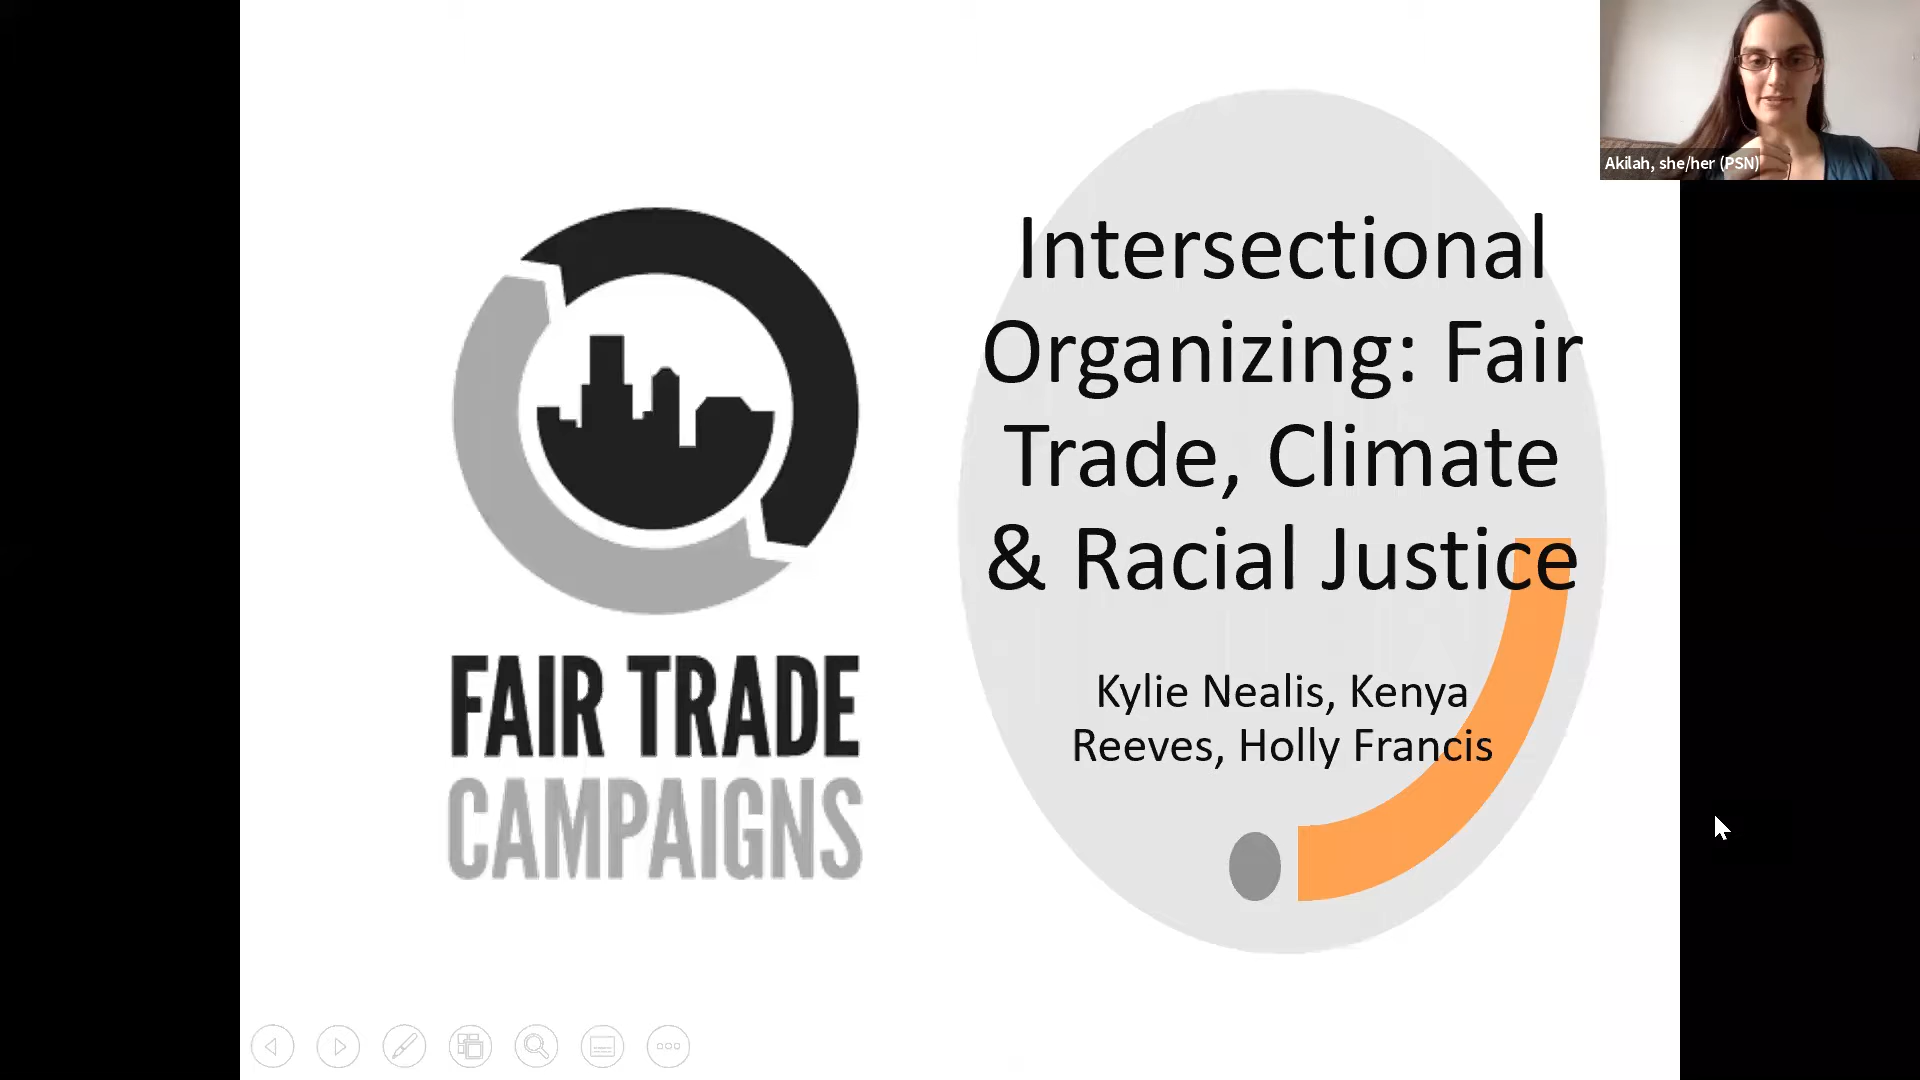 Akilah, she/her (PSN)
Intersectional
Organizing: Fair
Trade, Climate
& Racial Justice
Kylie Nealis, Kenya
Reeves, Holly Francis
FAIR TRADE
CAMPAIGNS